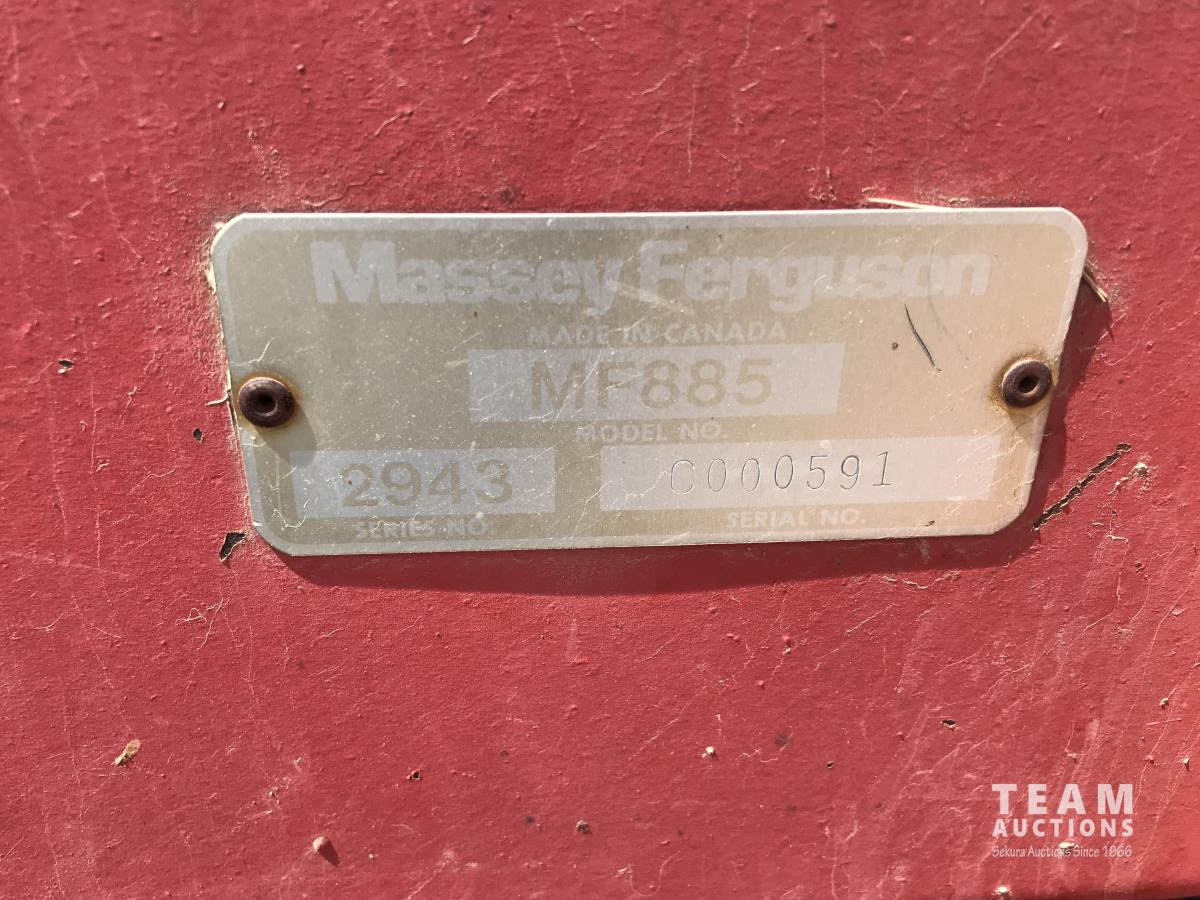 Massey Ferguson
MADE IN CANADA
MF885
MODEL NO.
2943 C000591
SERIES NO. SERIAL NO.
TEAM
AUCTIONS
Sekura Auctions Since 1966